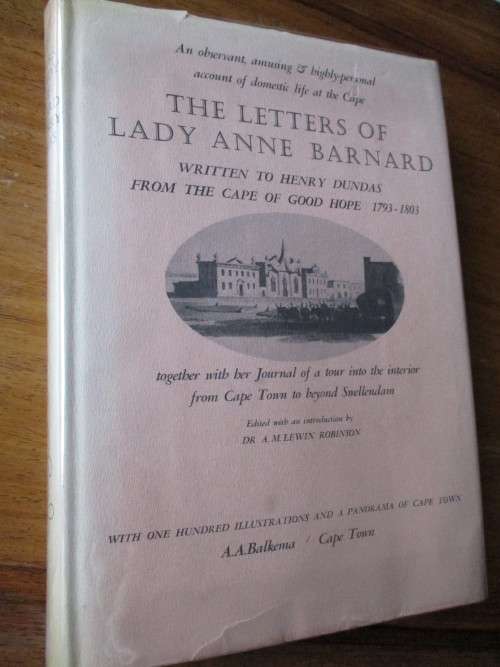 An observant, amusing & highly-personal
account of domestic life at the Cape
THE LETTERS OF
LADY ANNE BARNARD
WRITTEN TO HENRY DUNDAS
FROM THE CAPE OF GOOD HOPE / 1793-1803
together with her Journal of a tour into the interior
from Cape Town to beyond Swellendam
Edited with an introduction by
DR A.M.LEWIN ROBINSON
WITH ONE HUNDRED ILLUSTRATIONS AND A PANORAMA OF CAPE TOWN
A.A.Balkema / Cape Town